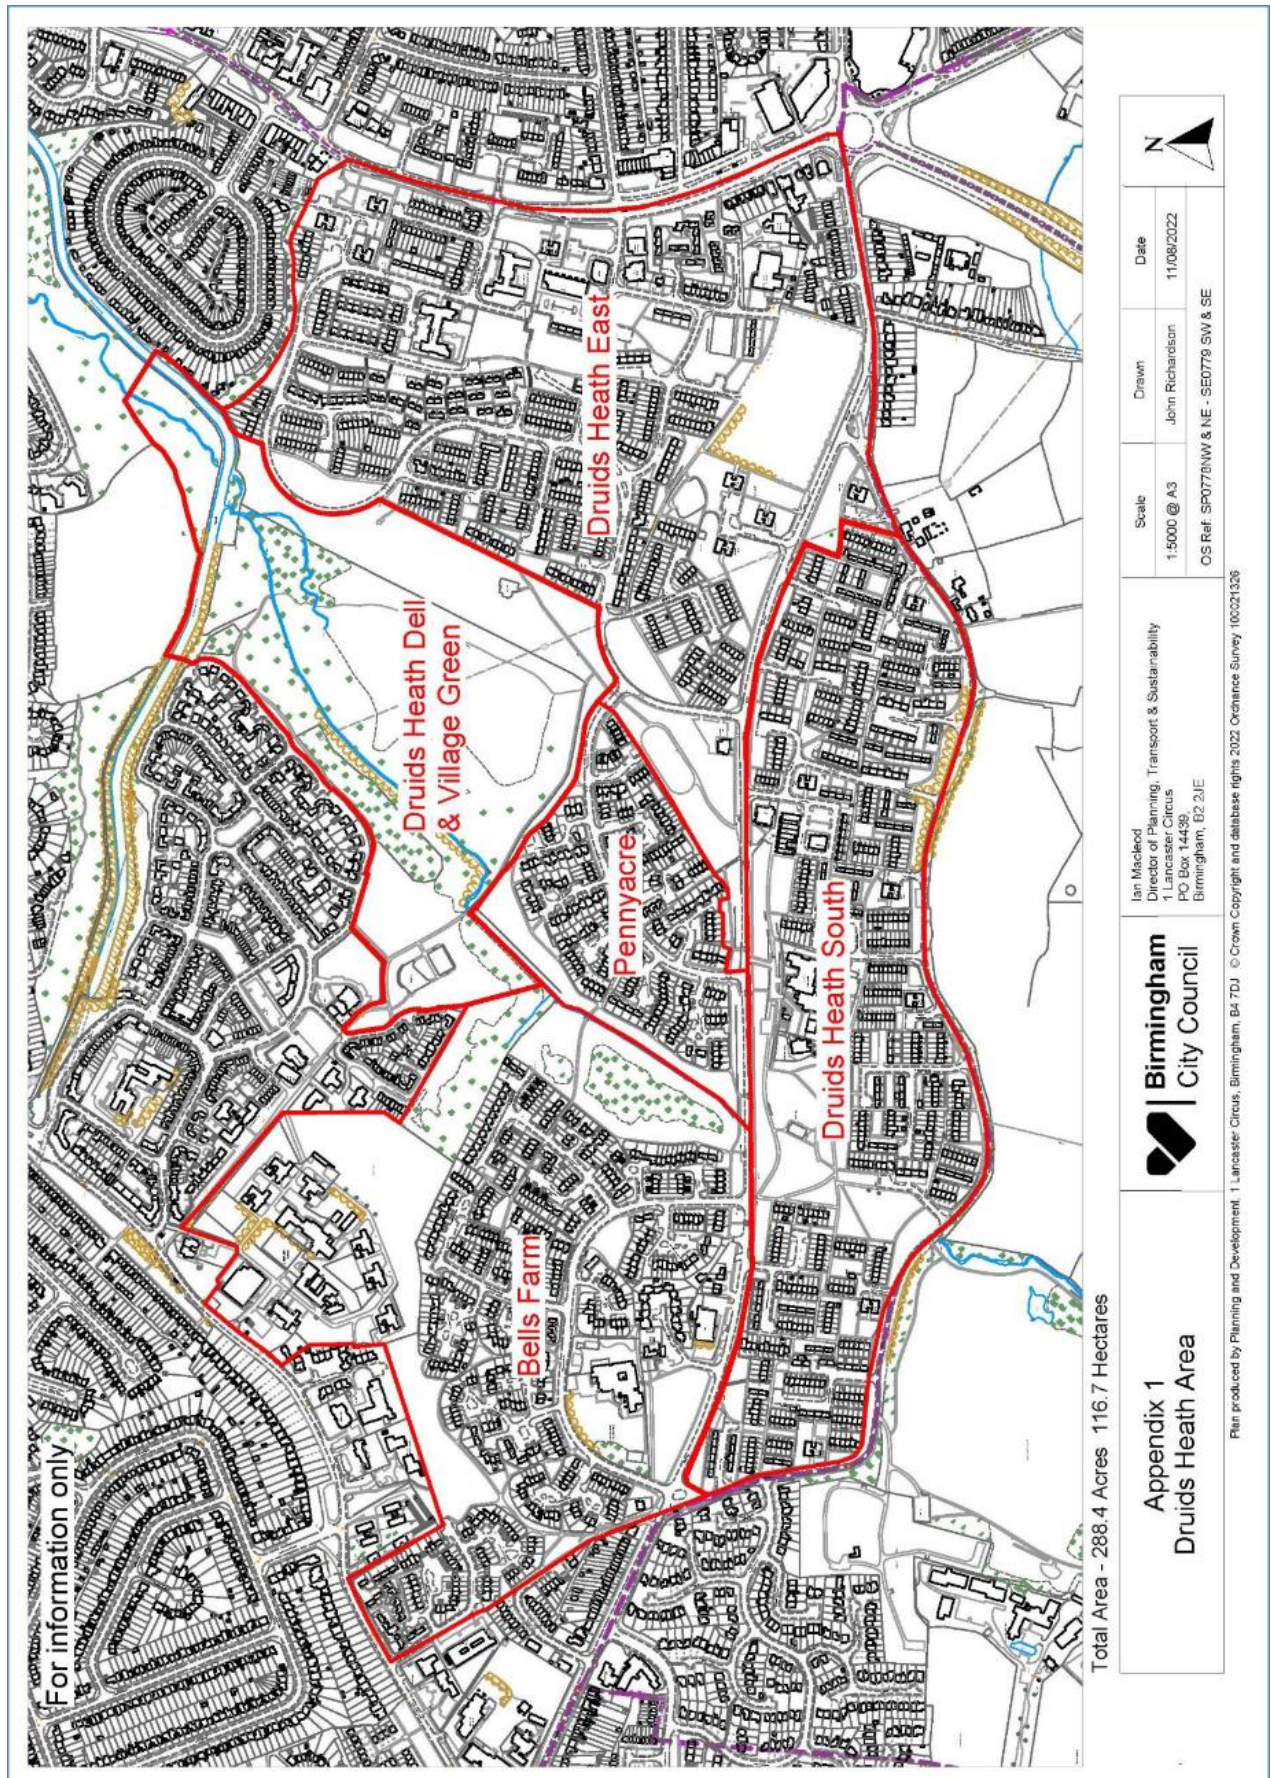 For information only
Druids Heath East
Druids Heath Dell
& Village Green
Pennyacre
Bells Farm
Druids Heath South
Total Area - 288.4 Acres 116.7 Hectares
Appendix 1
Druids Heath Area
Birmingham
City Council
Ian Macleod
Director of Planning, Transport & Sustainability
1 Lancaster Circus
PO Box 14439,
Birmingham, B2 2JE
Scale
1:5000 @ A3
Drawn
John Richardson
Date
11/08/2022
OS Ref: SP0778NW & NE - SE0779 SW & SE
N
Plan produced by Planning and Development, 1 Lancaster Circus, Birmingham, B4 7DJ © Crown Copyright and database rights 2022 Ordnance Survey 100021326